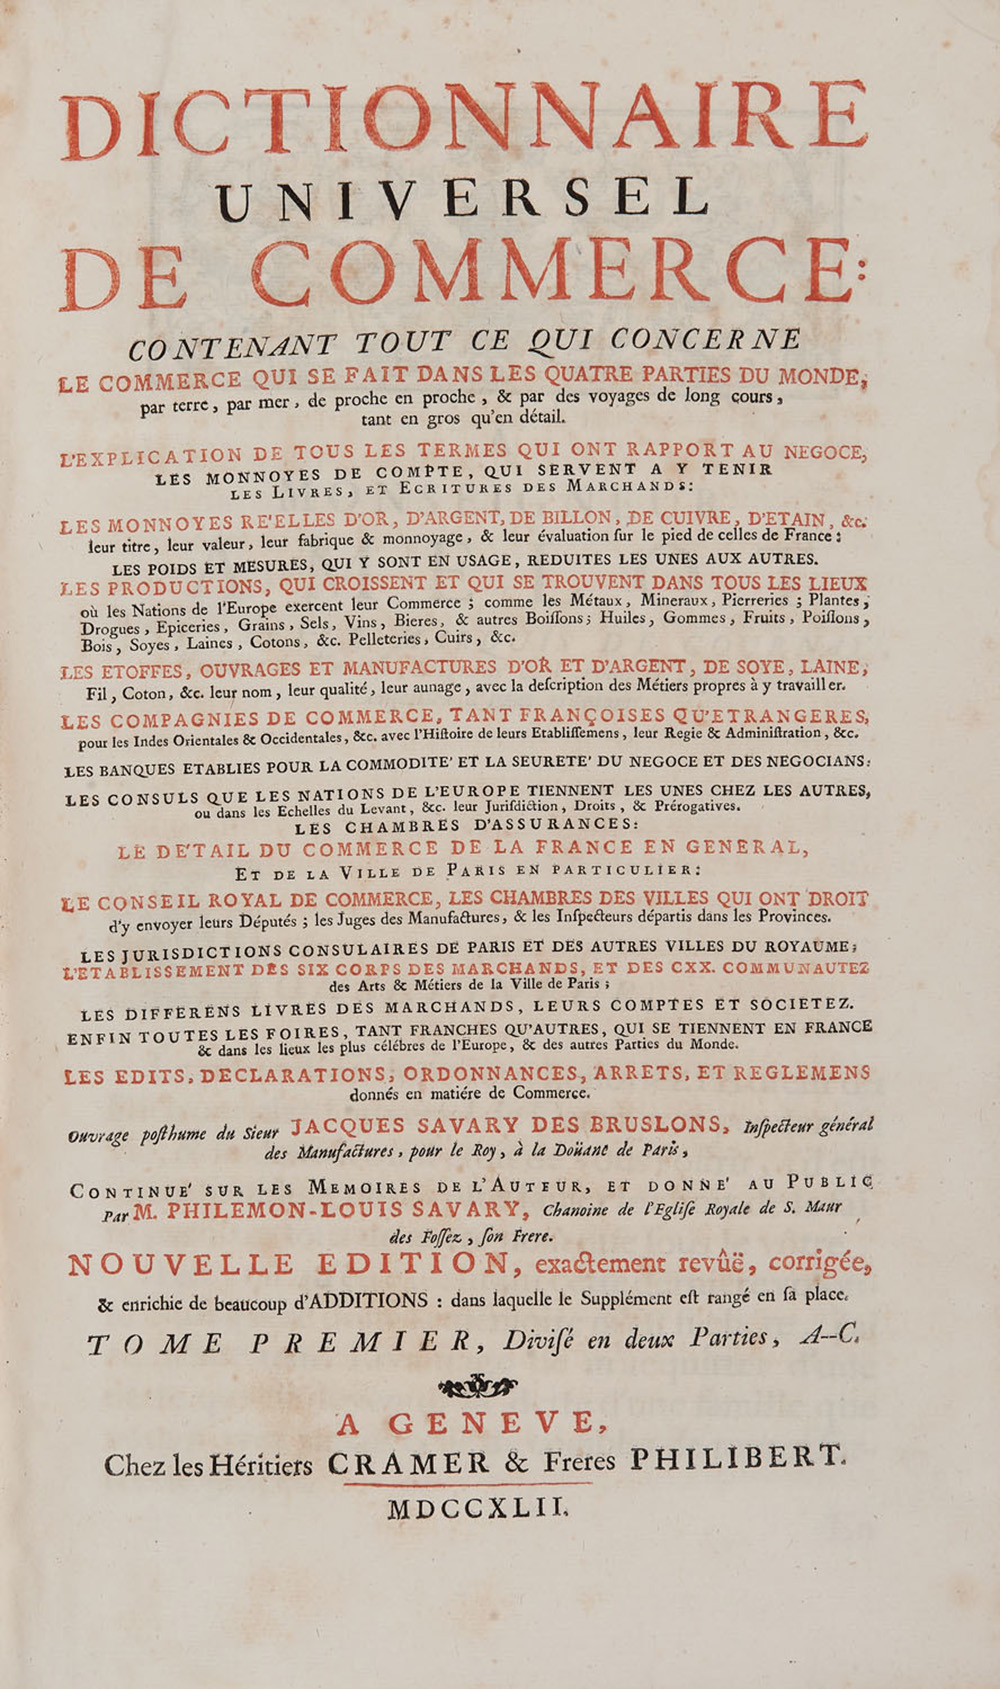 DICTIONNAIRE
UNIVERSEL
DE COMMERCE:
CONTENANT TOUT CE QUI CONCERNE
LE COMMERCE QUI SE FAIT DANS LES QUATRE PARTIES DU MONDE,
par terre, par mer, de proche en proche, & par des voyages de long cours,
tant en gros qu'en détail.
L'EXPLICATION DE TOUS LES TERMES QUI ONT RAPPORT AU NEGOCE,
LES MONNOYES DE COMPTE, QUI SERVENT A Y TENIR
LES LIVRES, ET ECRITURES DES MARCHANDS:
LES MONNOYES RE'ELLES D'OR, D'ARGENT, DE BILLON, DE CUIVRE, D'ETAIN, &c.
leur titre, leur valeur, leur fabrique & monnoyage, & leur évaluation ſur le pied de celles de France:
LES POIDS ET MESURES, QUI Y SONT EN USAGE, REDUITES LES UNES AUX AUTRES.
LES PRODUCTIONS, QUI CROISSENT ET QUI SE TROUVENT DANS TOUS LES LIEUX
où les Nations de l'Europe exercent leur Commerce; comme les Métaux, Mineraux, Pierreries; Plantes,
Drogues, Epiceries, Grains, Sels, Vins, Bieres, & autres Boiſſons; Huiles, Gommes, Fruits, Poiſſons,
Bois, Soyes, Laines, Cotons, &c. Pelleteries, Cuirs, &c.
LES ETOFFES, OUVRAGES ET MANUFACTURES D'OR ET D'ARGENT, DE SOYE, LAINE,
Fil, Coton, &c. leur nom, leur qualité, leur aunage, avec la deſcription des Métiers propres à y travailler.
LES COMPAGNIES DE COMMERCE, TANT FRANÇOISES QU'ETRANGERES,
pour les Indes Orientales & Occidentales, &c. avec l'Hiſtoire de leurs Etabliſſemens, leur Regie & Adminiſtration, &c.
LES BANQUES ETABLIES POUR LA COMMODITE' ET LA SEURETE' DU NEGOCE ET DES NEGOCIANS:
LES CONSULS QUE LES NATIONS DE L'EUROPE TIENNENT LES UNES CHEZ LES AUTRES,
ou dans les Echelles du Levant, &c. leur Juriſdiction, Droits, & Prérogatives.
LES CHAMBRES D'ASSURANCES:
LE DE'TAIL DU COMMERCE DE LA FRANCE EN GENERAL,
ET DE LA VILLE DE PARIS EN PARTICULIER:
LE CONSEIL ROYAL DE COMMERCE, LES CHAMBRES DES VILLES QUI ONT DROIT
d'y envoyer leurs Députés; les Juges des Manufactures, & les Inſpecteurs départis dans les Provinces.
LES JURISDICTIONS CONSULAIRES DE PARIS ET DES AUTRES VILLES DU ROYAUME;
L'ETABLISSEMENT DES SIX CORPS DES MARCHANDS, ET DES CXX. COMMUNAUTEZ
des Arts & Métiers de la Ville de Paris;
LES DIFFERENS LIVRES DES MARCHANDS, LEURS COMPTES ET SOCIETEZ.
ENFIN TOUTES LES FOIRES, TANT FRANCHES QU'AUTRES, QUI SE TIENNENT EN FRANCE
& dans les lieux les plus célébres de l'Europe, & des autres Parties du Monde.
LES EDITS, DECLARATIONS, ORDONNANCES, ARRETS, ET REGLEMENS
donnés en matiére de Commerce.
Ouvrage poſthume du Sieur JACQUES SAVARY DES BRUSLONS, Inſpecteur général
des Manufactures, pour le Roy, à la Doüane de Paris,
CONTINUE' SUR LES MEMOIRES DE L'AUTEUR, ET DONNE' AU PUBLIC
Par M. PHILEMON-LOUIS SAVARY, Chanoine de l'Egliſe Royale de S. Maur
des Foſſez, ſon Frere.
NOUVELLE EDITION, exactement revûë, corrigée,
& enrichie de beaucoup d'ADDITIONS: dans laquelle le Supplément eſt rangé en ſa place.
TOME PREMIER, Diviſé en deux Parties, A--C.
A GENEVE,
Chez les Héritiers CRAMER & Freres PHILIBERT.
MDCCXLII.